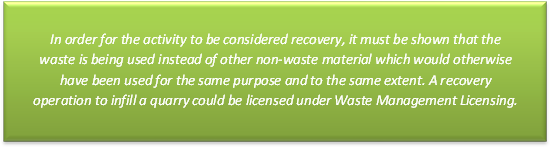 In order for the activity to be considered recovery, it must be shown that the
waste is being used instead of other non-waste material which would otherwise
have been used for the same purpose and to the same extent. A recovery
operation to infill a quarry could be licensed under Waste Management Licensing.